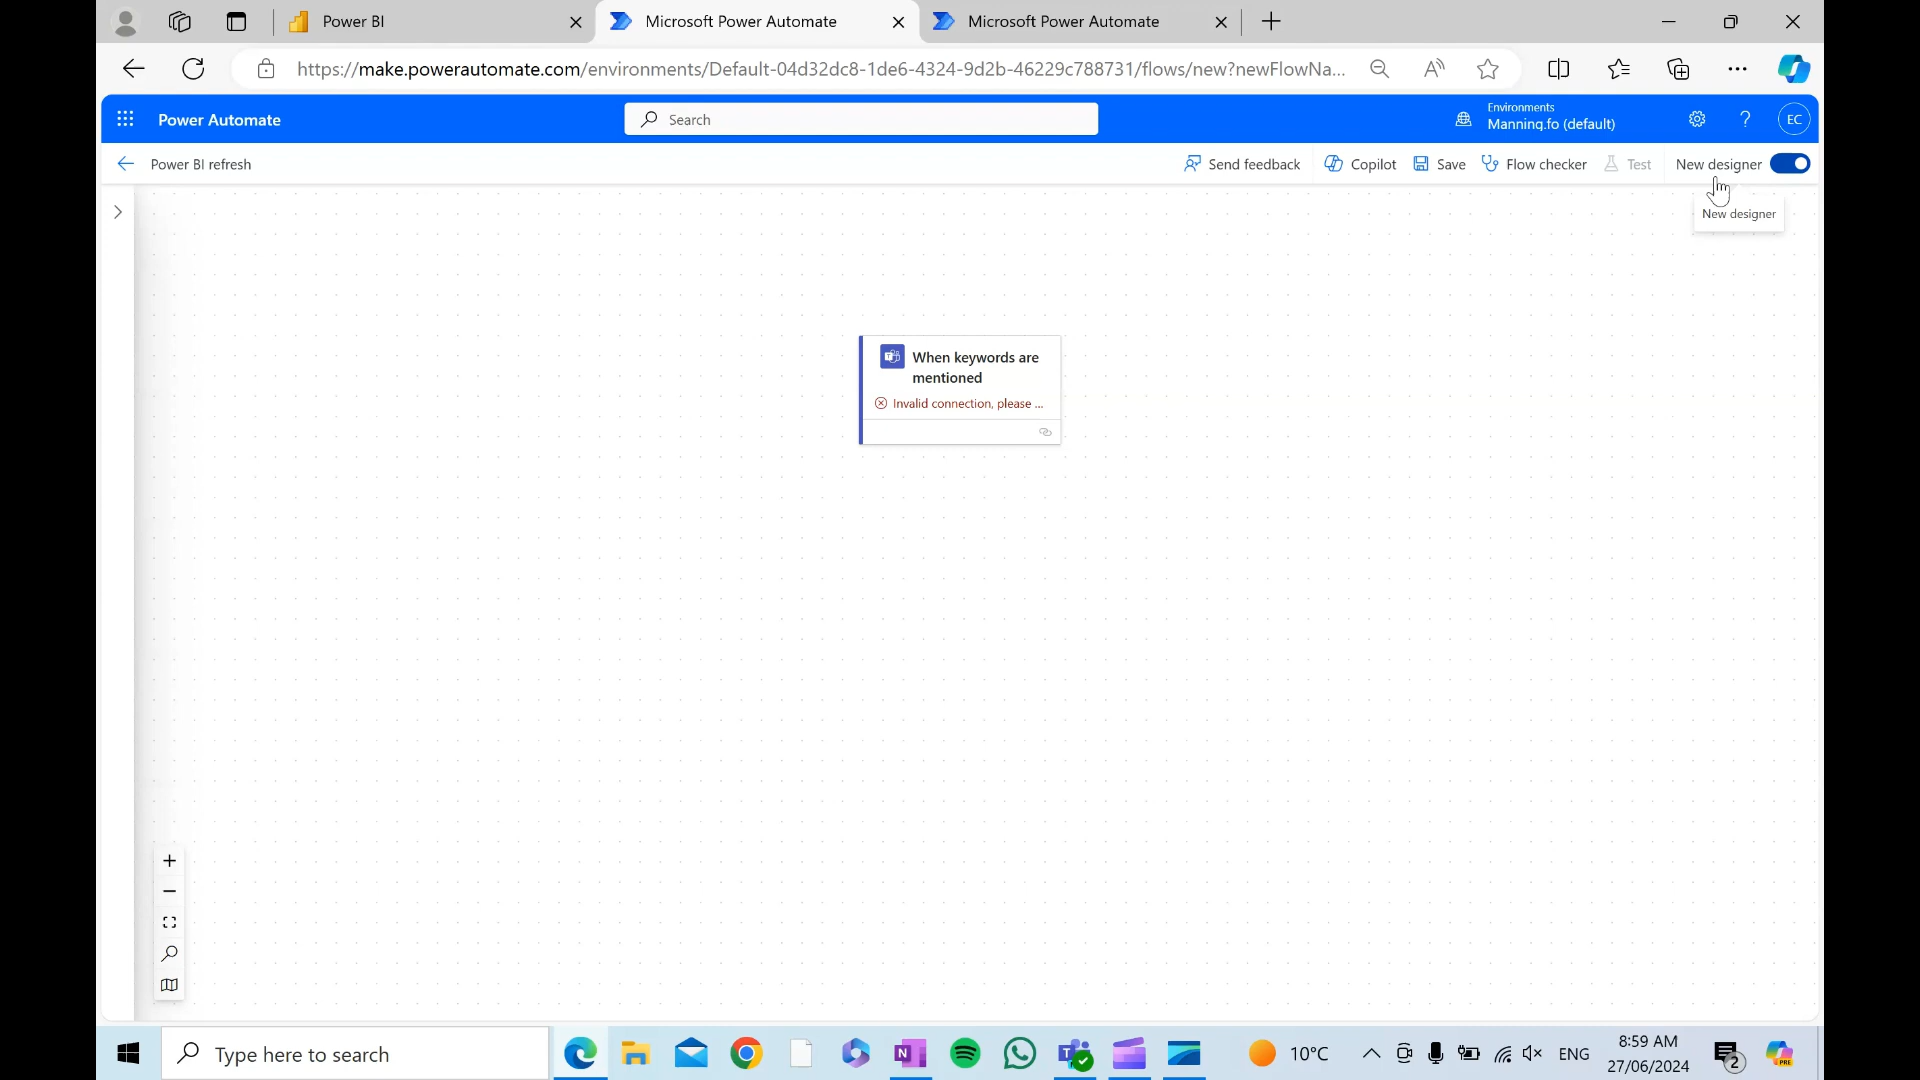 Power BI
Microsoft Power Automate
Microsoft Power Automate
https://make.powerautomate.com/environments/Default-04d32dc8-1de6-4324-9d2b-46229c788731/flows/new?newFlowNa...
Power Automate
Search
Environments
Manning.fo (default)
EC
Power BI refresh
Send feedback
Copilot
Save
Flow checker
Test
New designer
New designer
When keywords are
mentioned
Invalid connection, please ...
Type here to search
10°C
ENG
8:59 AM
27/06/2024
2
PRE